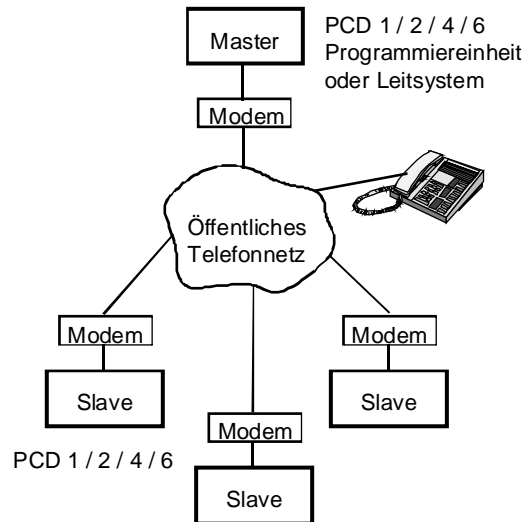 Master
PCD 1 / 2 / 4 / 6
Programmiereinheit
oder Leitsystem
Modem
Öffentliches
Telefonnetz
Modem
Slave
PCD 1 / 2 / 4 / 6
Modem
Slave
Modem
Slave